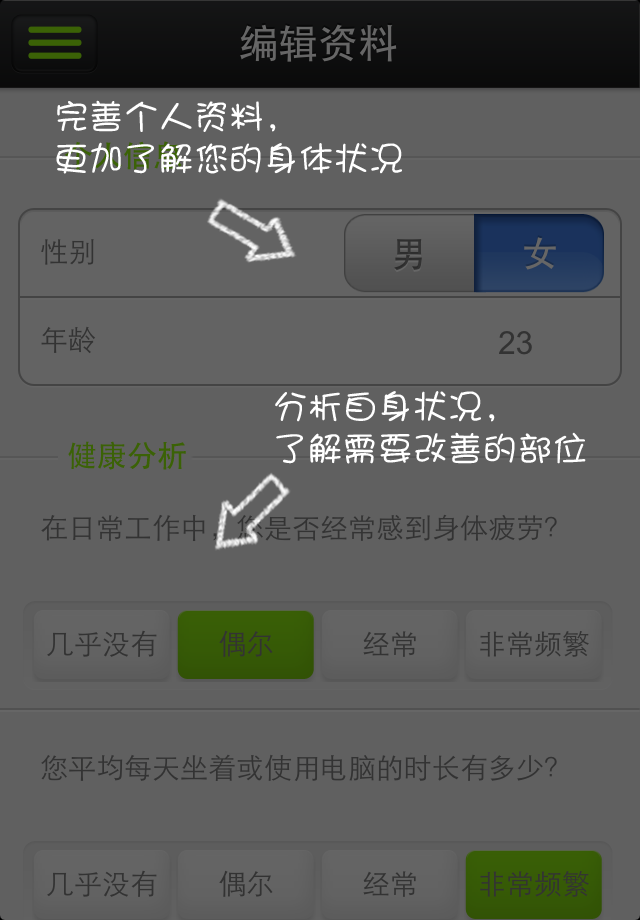 编辑资料
完善个人资料，
更加了解您的身体状况
个人信息
性别
男
女
年龄
23
分析自身状况，
了解需要改善的部位
健康分析
在日常工作中，您是否经常感到身体疲劳?
几乎没有
偶尔
经常
非常频繁
您平均每天坐着或使用电脑的时长有多少?
几乎没有
偶尔
经常
非常频繁